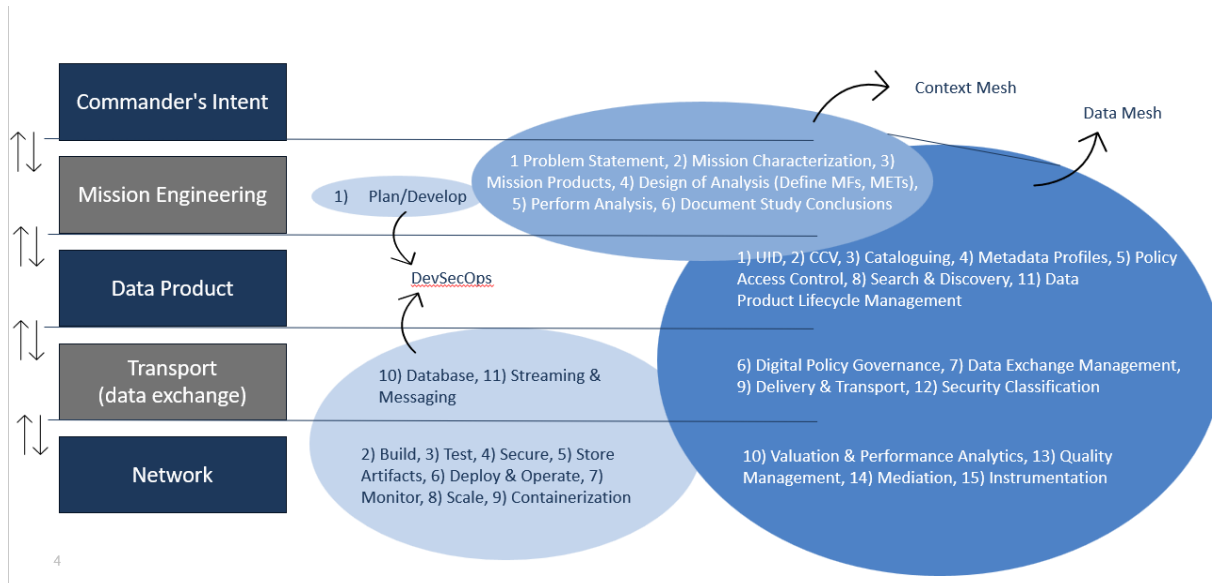 Commander's Intent
Mission Engineering
Data Product
Transport
(data exchange)
Network
Context Mesh
Data Mesh
1 Problem Statement, 2) Mission Characterization, 3)
Mission Products, 4) Design of Analysis (Define MFs, METs),
5) Perform Analysis, 6) Document Study Conclusions
1) Plan/Develop
DevSecOps
1) UID, 2) CCV, 3) Cataloguing, 4) Metadata Profiles, 5) Policy
Access Control, 8) Search & Discovery, 11) Data
Product Lifecycle Management
10) Database, 11) Streaming &
Messaging
6) Digital Policy Governance, 7) Data Exchange Management,
9) Delivery & Transport, 12) Security Classification
2) Build, 3) Test, 4) Secure, 5) Store
Artifacts, 6) Deploy & Operate, 7)
Monitor, 8) Scale, 9) Containerization
10) Valuation & Performance Analytics, 13) Quality
Management, 14) Mediation, 15) Instrumentation
4